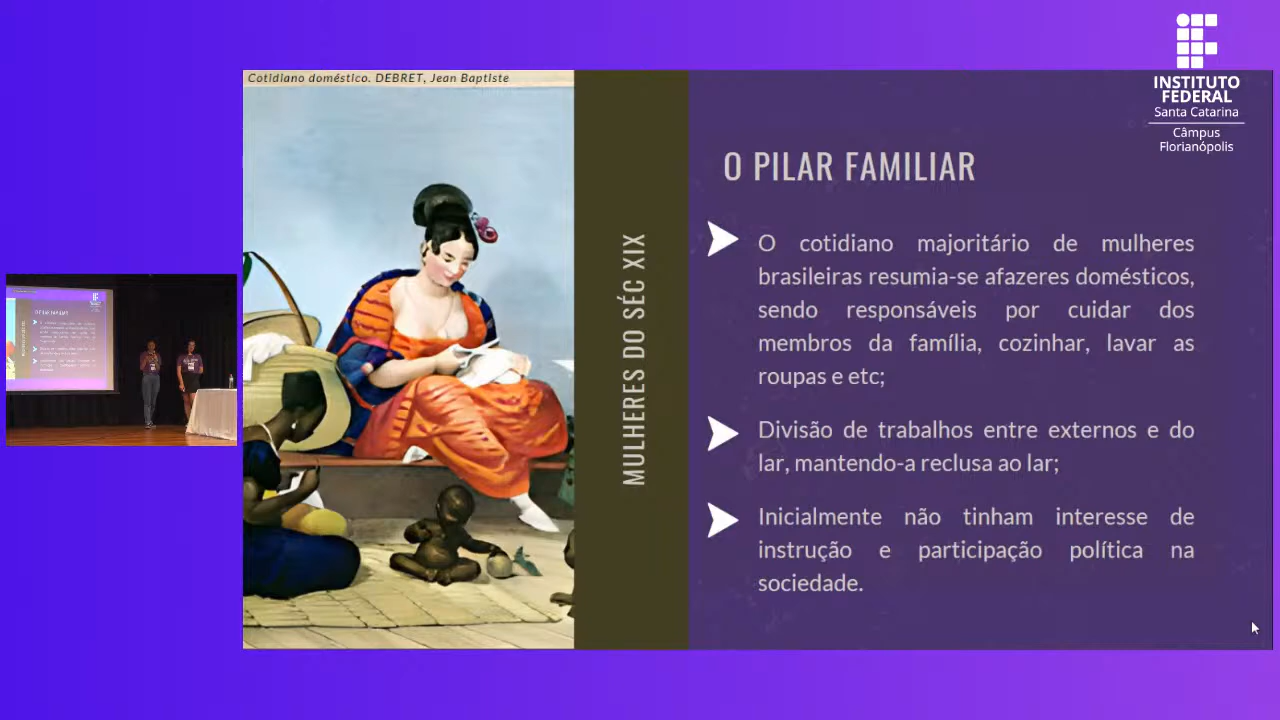 INSTITUTO
FEDERAL
Santa Catarina
Câmpus
Florianópolis
Cotidiano doméstico. DEBRET, Jean Baptiste
MULHERES DO SÉC XIX
O PILAR FAMILIAR
O cotidiano majoritário de mulheres
brasileiras resumia-se afazeres domésticos,
sendo responsáveis por cuidar dos
membros da família, cozinhar, lavar as
roupas e etc;
Divisão de trabalhos entre externos e do
lar, mantendo-a reclusa ao lar;
Inicialmente não tinham interesse de
instrução e participação política na
sociedade.